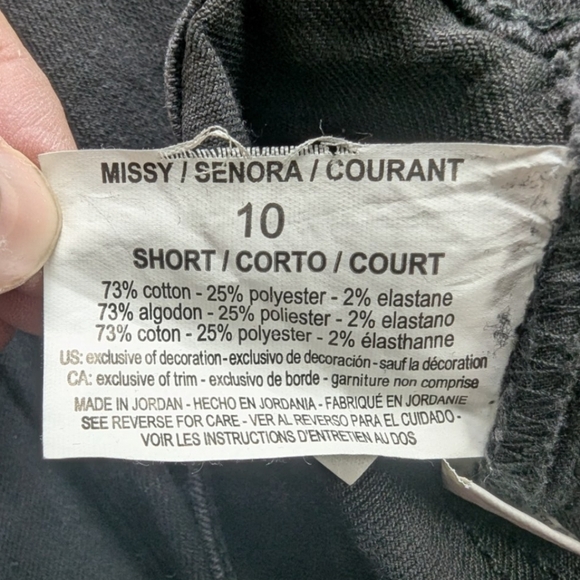 MISSY / SENORA / COURANT
10
SHORT / CORTO / COURT
73% cotton - 25% polyester - 2% elastane
73% algodon - 25% poliester - 2% elastano
73% coton - 25% polyester - 2% élasthanne
US: exclusive of decoration-exclusivo de decoración-sauf la décoration
CA: exclusive of trim - exclusivo de borde - garniture non comprise
MADE IN JORDAN - HECHO EN JORDANIA - FABRIQUÉ EN JORDANIE
SEE REVERSE FOR CARE - VER AL REVERSO PARA EL CUIDADO -
VOIR LES INSTRUCTIONS D'ENTRETIEN AU DOS